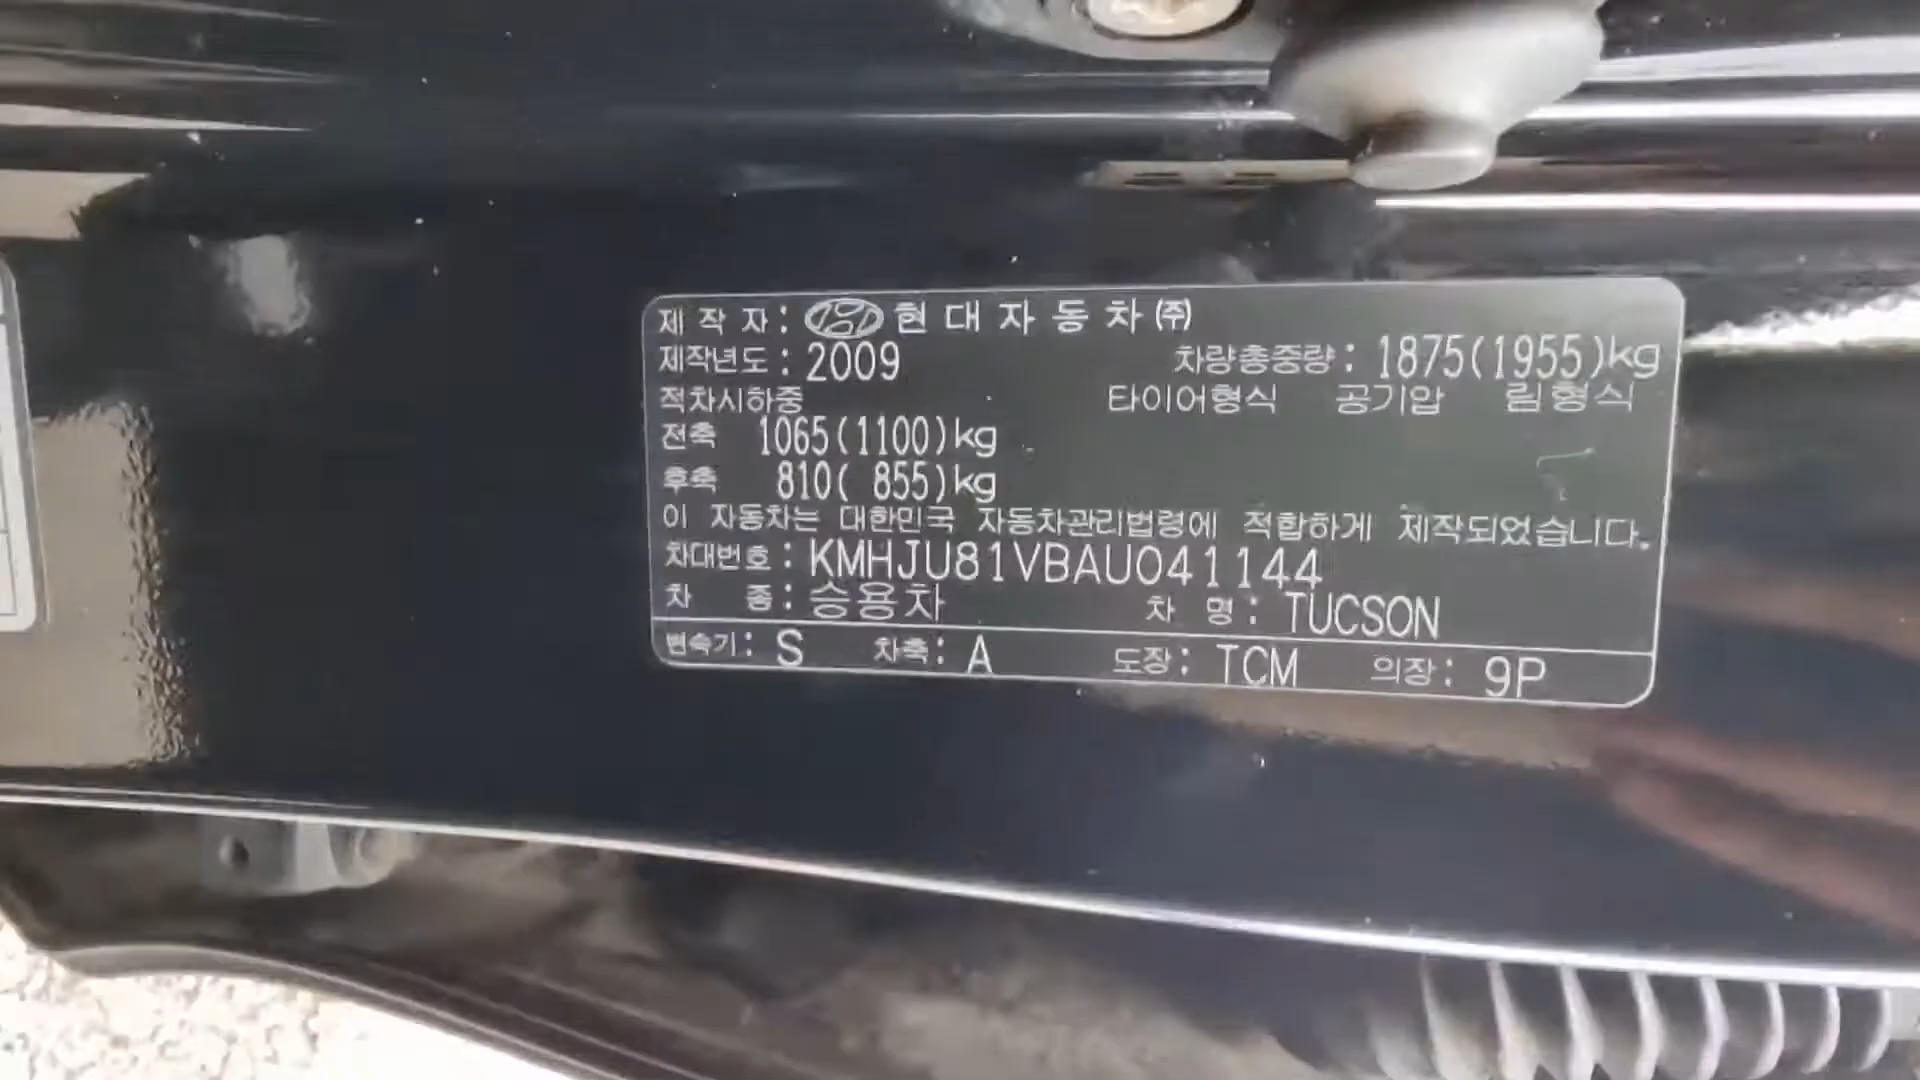 제 작 자 : 현 대 자 동 차 ㈜
제작년도 : 2009 차량총중량 : 1875(1955)kg
적차시하중 타이어형식 공기압 림형식
전축 1065(1100)kg
후축 810( 855)kg
이 자동차는 대한민국 자동차관리법령에 적합하게 제작되었습니다.
차대번호 : KMHJU81VBAU041144
차 종 : 승용차 차 명 : TUCSON
변속기 : S 차축 : A 도장 : TCM 의장 : 9P